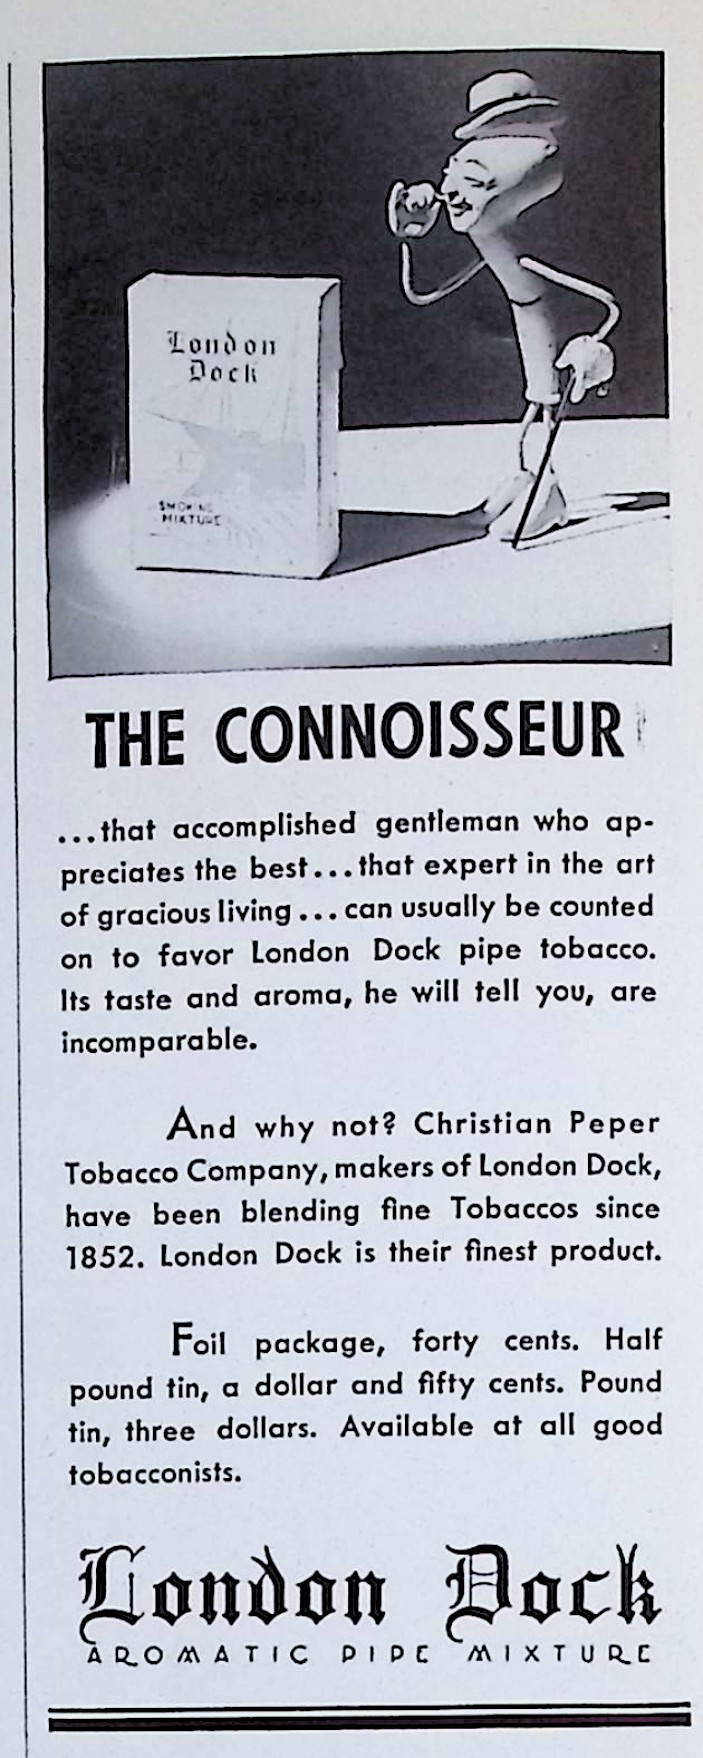 London
Dock
SMOKING
MIXTURE
THE CONNOISSEUR
...that accomplished gentleman who ap-
preciates the best...that expert in the art
of gracious living...can usually be counted
on to favor London Dock pipe tobacco.
Its taste and aroma, he will tell you, are
incomparable.
And why not? Christian Peper
Tobacco Company, makers of London Dock,
have been blending fine Tobaccos since
1852. London Dock is their finest product.
Foil package, forty cents. Half
pound tin, a dollar and fifty cents. Pound
tin, three dollars. Available at all good
tobacconists.
London Dock
AROMATIC PIPE MIXTURE